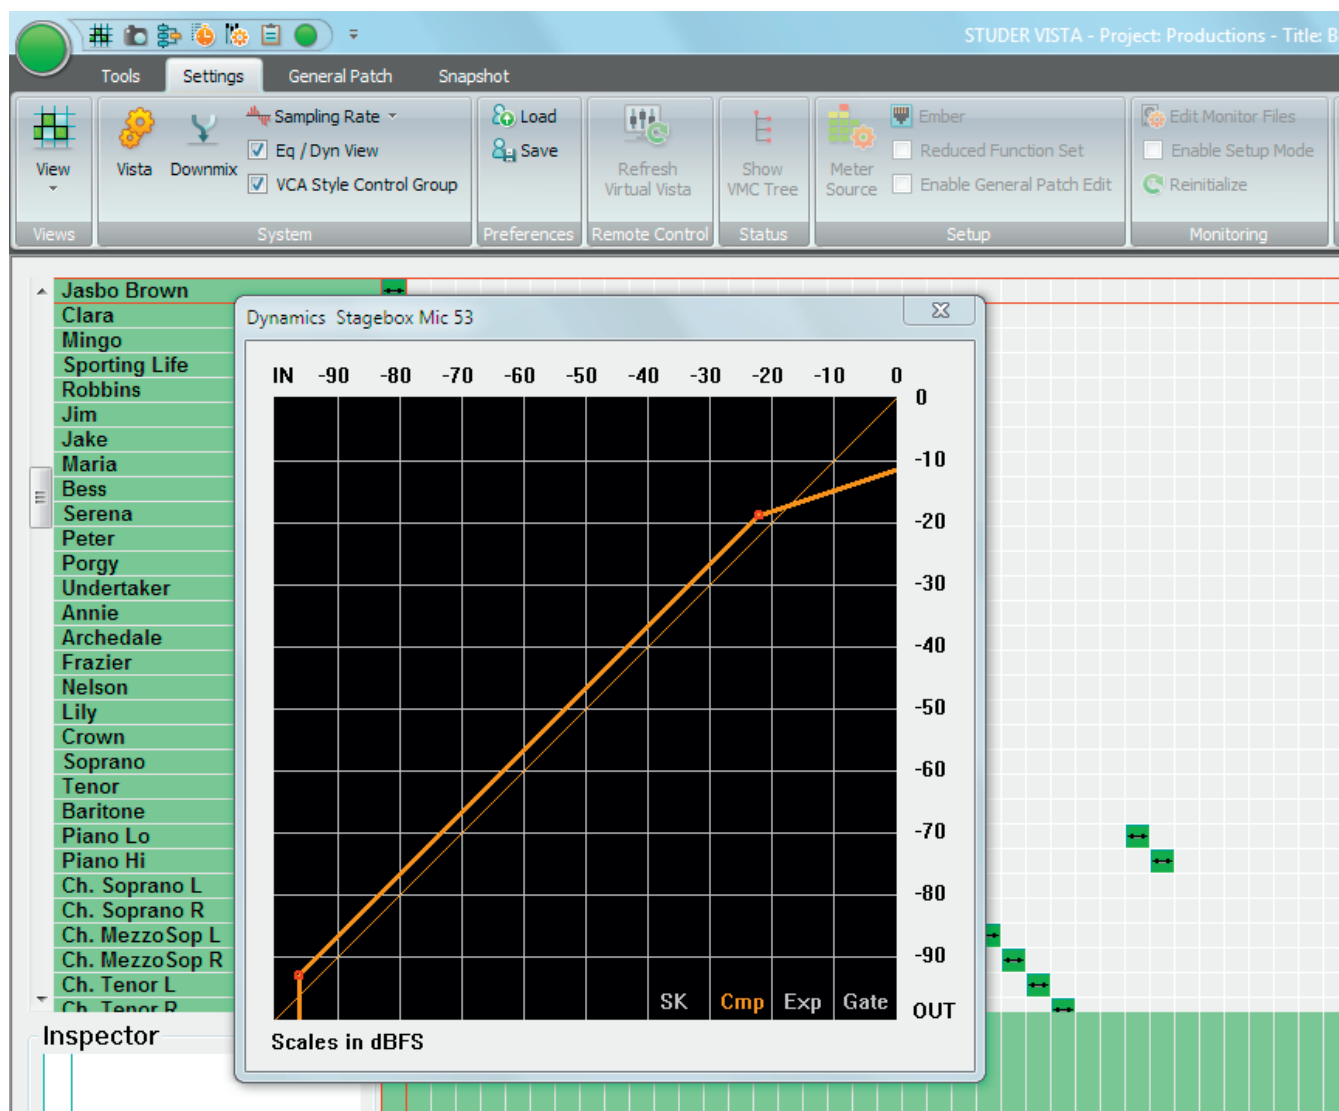 STUDER VISTA - Project: Productions - Title: B
Tools Settings General Patch Snapshot
View
Views
Vista Downmix
Sampling Rate
Eq / Dyn View
VCA Style Control Group
System
Load
Save
Preferences
Refresh
Virtual Vista
Remote Control
Show
VMC Tree
Status
Meter
Source
Ember
Reduced Function Set
Enable General Patch Edit
Setup
Edit Monitor Files
Enable Setup Mode
Reinitialize
Monitoring
Jasbo Brown
Clara
Mingo
Sporting Life
Robbins
Jim
Jake
Maria
Bess
Serena
Peter
Porgy
Undertaker
Annie
Archedale
Frazier
Nelson
Lily
Crown
Soprano
Tenor
Baritone
Piano Lo
Piano Hi
Ch. Soprano L
Ch. Soprano R
Ch. MezzoSop L
Ch. MezzoSop R
Ch. Tenor L
Ch. Tenor R
Inspector
Dynamics Stagebox Mic 53
IN -90 -80 -70 -60 -50 -40 -30 -20 -10 0
0
-10
-20
-30
-40
-50
-60
-70
-80
-90
OUT
SK Cmp Exp Gate
Scales in dBFS